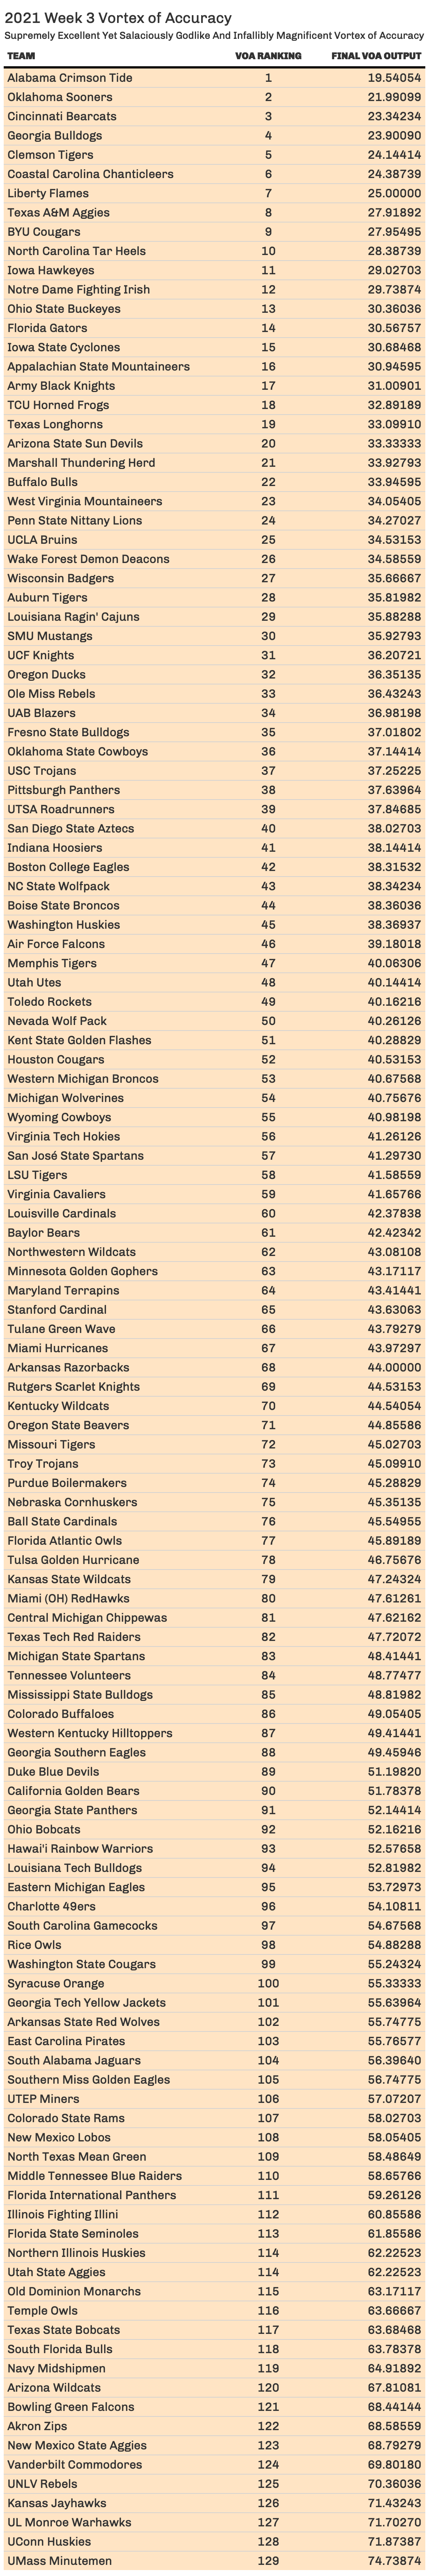 2021 Week 3 Vortex of Accuracy
Supremely Excellent Yet Salaciously Godlike And Infallibly Magnificent Vortex of Accuracy
TEAM VOA RANKING FINAL VOA OUTPUT
Alabama Crimson Tide 1 19.54054
Oklahoma Sooners 2 21.99099
Cincinnati Bearcats 3 23.34234
Georgia Bulldogs 4 23.90090
Clemson Tigers 5 24.14414
Coastal Carolina Chanticleers 6 24.38739
Liberty Flames 7 25.00000
Texas A&M Aggies 8 27.91892
BYU Cougars 9 27.95495
North Carolina Tar Heels 10 28.38739
Iowa Hawkeyes 11 29.02703
Notre Dame Fighting Irish 12 29.73874
Ohio State Buckeyes 13 30.36036
Florida Gators 14 30.56757
Iowa State Cyclones 15 30.68468
Appalachian State Mountaineers 16 30.94595
Army Black Knights 17 31.00901
TCU Horned Frogs 18 32.89189
Texas Longhorns 19 33.09910
Arizona State Sun Devils 20 33.33333
Marshall Thundering Herd 21 33.92793
Buffalo Bulls 22 33.94595
West Virginia Mountaineers 23 34.05405
Penn State Nittany Lions 24 34.27027
UCLA Bruins 25 34.53153
Wake Forest Demon Deacons 26 34.58559
Wisconsin Badgers 27 35.66667
Auburn Tigers 28 35.81982
Louisiana Ragin' Cajuns 29 35.88288
SMU Mustangs 30 35.92793
UCF Knights 31 36.20721
Oregon Ducks 32 36.35135
Ole Miss Rebels 33 36.43243
UAB Blazers 34 36.98198
Fresno State Bulldogs 35 37.01802
Oklahoma State Cowboys 36 37.14414
USC Trojans 37 37.25225
Pittsburgh Panthers 38 37.63964
UTSA Roadrunners 39 37.84685
San Diego State Aztecs 40 38.02703
Indiana Hoosiers 41 38.14414
Boston College Eagles 42 38.31532
NC State Wolfpack 43 38.34234
Boise State Broncos 44 38.36036
Washington Huskies 45 38.36937
Air Force Falcons 46 39.18018
Memphis Tigers 47 40.06306
Utah Utes 48 40.14414
Toledo Rockets 49 40.16216
Nevada Wolf Pack 50 40.26126
Kent State Golden Flashes 51 40.28829
Houston Cougars 52 40.53153
Western Michigan Broncos 53 40.67568
Michigan Wolverines 54 40.75676
Wyoming Cowboys 55 40.98198
Virginia Tech Hokies 56 41.26126
San José State Spartans 57 41.29730
LSU Tigers 58 41.58559
Virginia Cavaliers 59 41.65766
Louisville Cardinals 60 42.37838
Baylor Bears 61 42.42342
Northwestern Wildcats 62 43.08108
Minnesota Golden Gophers 63 43.17117
Maryland Terrapins 64 43.41441
Stanford Cardinal 65 43.63063
Tulane Green Wave 66 43.79279
Miami Hurricanes 67 43.97297
Arkansas Razorbacks 68 44.00000
Rutgers Scarlet Knights 69 44.53153
Kentucky Wildcats 70 44.54054
Oregon State Beavers 71 44.85586
Missouri Tigers 72 45.02703
Troy Trojans 73 45.09910
Purdue Boilermakers 74 45.28829
Nebraska Cornhuskers 75 45.35135
Ball State Cardinals 76 45.54955
Florida Atlantic Owls 77 45.89189
Tulsa Golden Hurricane 78 46.75676
Kansas State Wildcats 79 47.24324
Miami (OH) RedHawks 80 47.61261
Central Michigan Chippewas 81 47.62162
Texas Tech Red Raiders 82 47.72072
Michigan State Spartans 83 48.41441
Tennessee Volunteers 84 48.77477
Mississippi State Bulldogs 85 48.81982
Colorado Buffaloes 86 49.05405
Western Kentucky Hilltoppers 87 49.41441
Georgia Southern Eagles 88 49.45946
Duke Blue Devils 89 51.19820
California Golden Bears 90 51.78378
Georgia State Panthers 91 52.14414
Ohio Bobcats 92 52.16216
Hawai'i Rainbow Warriors 93 52.57658
Louisiana Tech Bulldogs 94 52.81982
Eastern Michigan Eagles 95 53.72973
Charlotte 49ers 96 54.10811
South Carolina Gamecocks 97 54.67568
Rice Owls 98 54.88288
Washington State Cougars 99 55.24324
Syracuse Orange 100 55.33333
Georgia Tech Yellow Jackets 101 55.63964
Arkansas State Red Wolves 102 55.74775
East Carolina Pirates 103 55.76577
South Alabama Jaguars 104 56.39640
Southern Miss Golden Eagles 105 56.74775
UTEP Miners 106 57.07207
Colorado State Rams 107 58.02703
New Mexico Lobos 108 58.05405
North Texas Mean Green 109 58.48649
Middle Tennessee Blue Raiders 110 58.65766
Florida International Panthers 111 59.26126
Illinois Fighting Illini 112 60.85586
Florida State Seminoles 113 61.85586
Northern Illinois Huskies 114 62.22523
Utah State Aggies 114 62.22523
Old Dominion Monarchs 115 63.17117
Temple Owls 116 63.66667
Texas State Bobcats 117 63.68468
South Florida Bulls 118 63.78378
Navy Midshipmen 119 64.91892
Arizona Wildcats 120 67.81081
Bowling Green Falcons 121 68.44144
Akron Zips 122 68.58559
New Mexico State Aggies 123 68.79279
Vanderbilt Commodores 124 69.80180
UNLV Rebels 125 70.36036
Kansas Jayhawks 126 71.43243
UL Monroe Warhawks 127 71.70270
UConn Huskies 128 71.87387
UMass Minutemen 129 74.73874